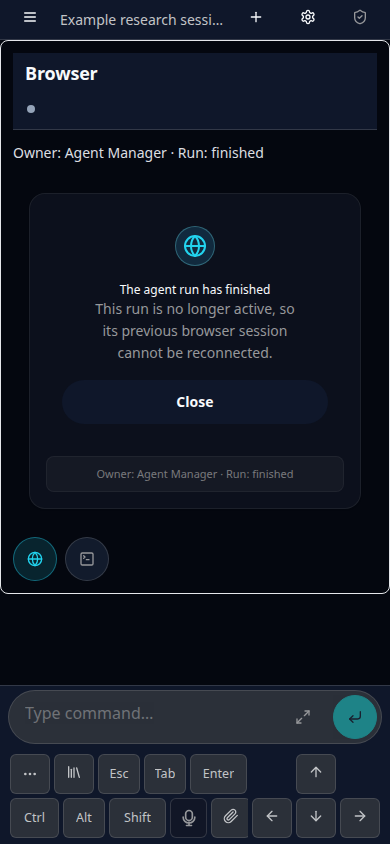 Example research sessi...
Browser
Owner: Agent Manager · Run: finished
The agent run has finished
This run is no longer active, so
its previous browser session
cannot be reconnected.
Close
Owner: Agent Manager · Run: finished
Type command...
Esc
Tab
Enter
Ctrl
Alt
Shift